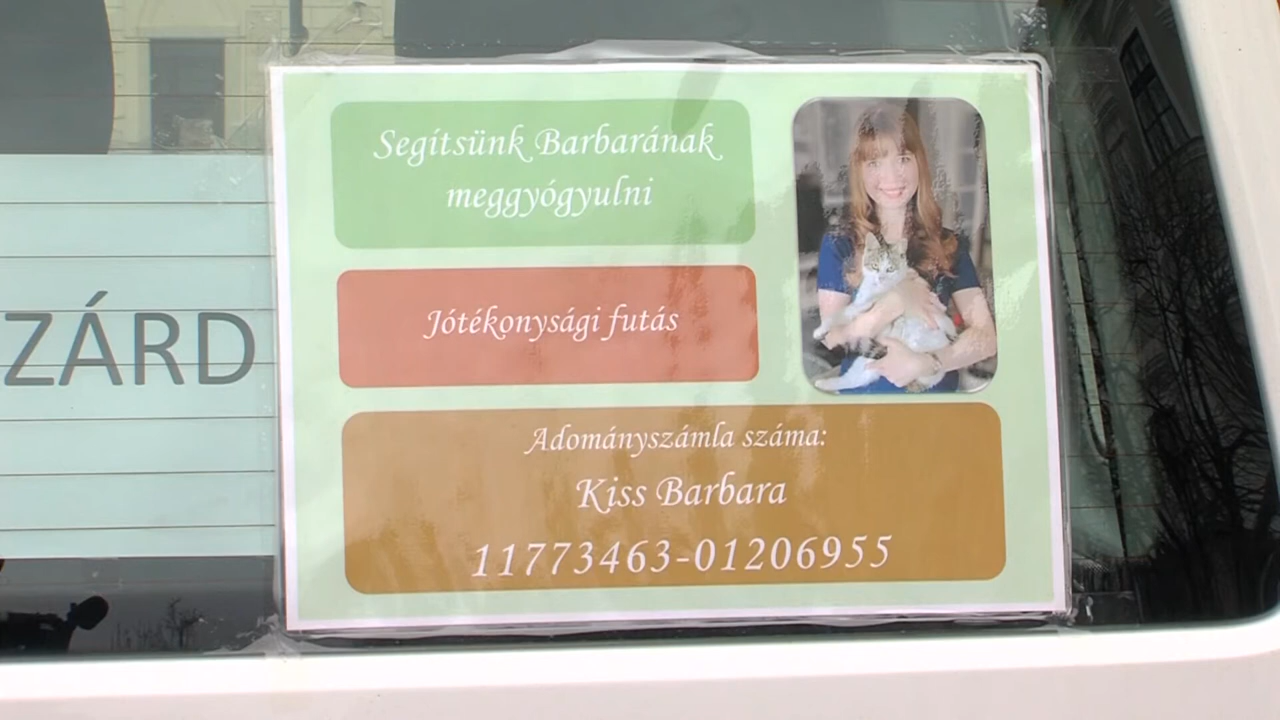 Segítsünk Barbarának
meggyógyulni
Jótékonysági futás
Adományszámla száma:
Kiss Barbara
11773463-01206955
ZÁRD